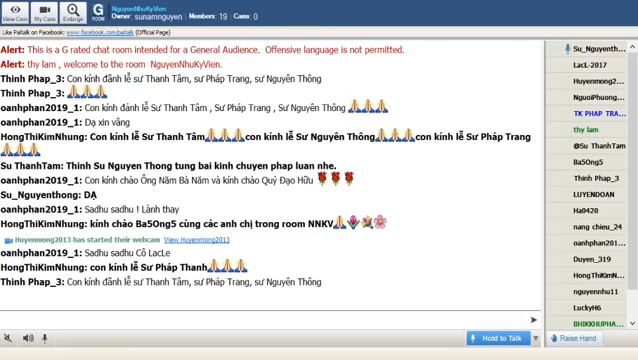 View Cam
My Cam
Enlarge
G
ROOM
NguyenNhuKyVien
Owner: sunamnguyen | Members: 19 | Cams: 0
Like Paltalk on Facebook: www.facebook.com/paltalk (Official Page)
Alert: This is a G rated chat room intended for a General Audience. Offensive language is not permitted.
Alert: thy lam , welcome to the room NguyenNhuKyVien.
Thinh Phap_3: Con kính đảnh lễ sư Thanh Tâm, sư Pháp Trang, sư Nguyên Thông
Thinh Phap_3:
oanhphan2019_1: Con kính đảnh lễ Sư Thanh Tâm , Sư Pháp Trang , Sư Nguyên Thông
oanhphan2019_1: Dạ xin vâng
HongThiKimNhung: Con kính lễ Sư Thanh Tâm con kính lễ Sư Nguyên Thông con kính lễ Sư Pháp Trang
Su ThanhTam: Thinh Su Nguyen Thong tung bai kinh chuyen phap luan nhe.
oanhphan2019_1: Con kính chào Ông Năm Bà Năm và kính chào Quý Đạo Hữu
Su_Nguyenthong: DẠ
oanhphan2019_1: Sadhu sadhu ! Lành thay
HongThiKimNhung: kính chào Ba5Ong5 cùng các anh chị trong room NNKV
Huyenmong2013 has started their webcam View Huyenmong2013
oanhphan2019_1: Sadhu sadhu Cô LacLe
HongThiKimNhung: con kính lễ Sư Pháp Thanh
Thinh Phap_3: Con kính đảnh lễ sư Thanh Tâm, sư Pháp Trang, sư Nguyên Thông
Su_Nguyenth...
LacL-2017
Huyenmong2...
NguoiPhuong...
TK PHAP TR...
thy lam
@Su ThanhT...
Ba5Ong5
Thinh Phap_3
LUYENDOAN
Ha0420
nang chieu_24
oanhphan201...
Duyen_319
HongThiKimN...
nguyennhu11
LuckyH6
BHIKKHUPHA...
Hold to Talk
Raise Hand